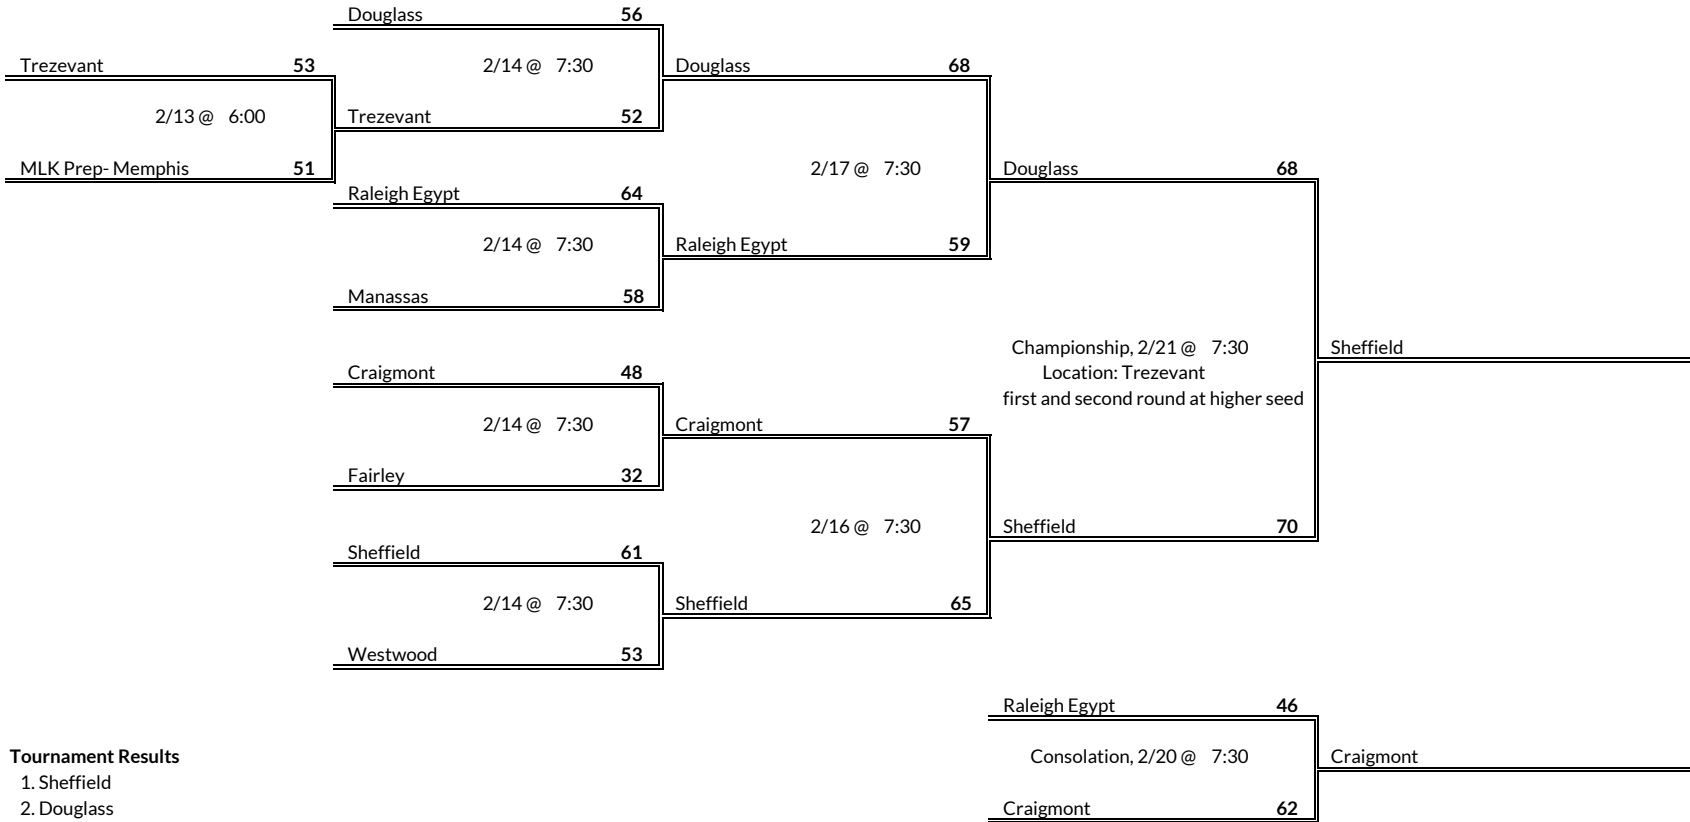 Douglass 56
Trezevant 53
2/14 @ 7:30
Douglass 68
2/13 @ 6:00
Trezevant 52
MLK Prep- Memphis 51
2/17 @ 7:30
Douglass 68
Raleigh Egypt 64
2/14 @ 7:30
Raleigh Egypt 59
Manassas 58
Championship, 2/21 @ 7:30
Sheffield
Location: Trezevant
Craigmont 48
first and second round at higher seed
2/14 @ 7:30
Craigmont 57
Fairley 32
2/16 @ 7:30
Sheffield 70
Sheffield 61
2/14 @ 7:30
Sheffield 65
Westwood 53
Raleigh Egypt 46
Tournament Results
Consolation, 2/20 @ 7:30
Craigmont
1. Sheffield
2. Douglass
Craigmont 62